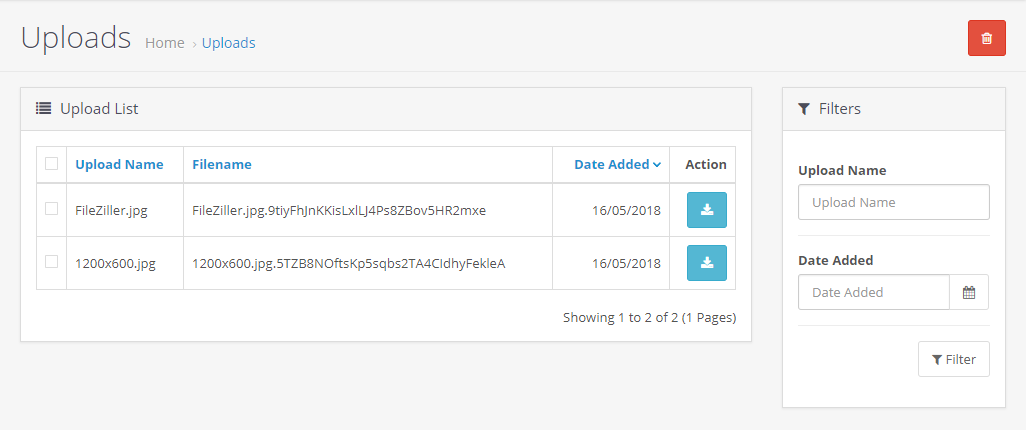 Uploads Home › Uploads
Upload List
Upload Name Filename Date Added Action
FileZiller.jpg FileZiller.jpg.9tiyFhJnKKisLxlLJ4Ps8ZBov5HR2mxe 16/05/2018
1200x600.jpg 1200x600.jpg.5TZB8NOftsKp5sqbs2TA4CIdhyFekleA 16/05/2018
Showing 1 to 2 of 2 (1 Pages)
Filters
Upload Name
Upload Name
Date Added
Date Added
Filter